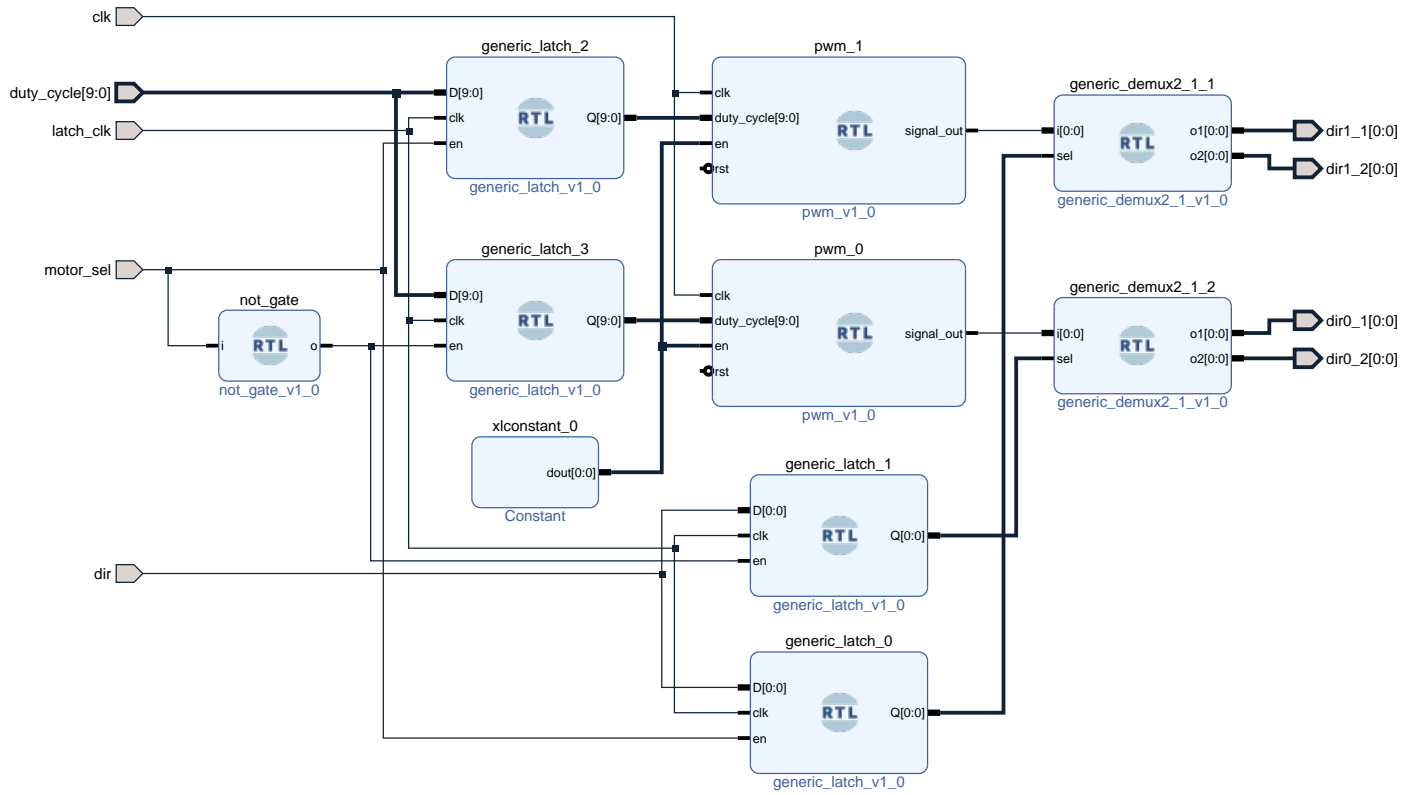 clk
duty_cycle[9:0]
latch_clk
motor_sel
dir
not_gate
i
RTL
o
not_gate_v1_0
generic_latch_2
D[9:0]
clk
en
RTL
Q[9:0]
generic_latch_v1_0
generic_latch_3
D[9:0]
clk
en
RTL
Q[9:0]
generic_latch_v1_0
xlconstant_0
dout[0:0]
Constant
pwm_1
clk
duty_cycle[9:0]
en
rst
RTL
signal_out
pwm_v1_0
pwm_0
clk
duty_cycle[9:0]
en
rst
RTL
signal_out
pwm_v1_0
generic_latch_1
D[0:0]
clk
en
RTL
Q[0:0]
generic_latch_v1_0
generic_latch_0
D[0:0]
clk
en
RTL
Q[0:0]
generic_latch_v1_0
generic_demux2_1_1
i[0:0]
sel
RTL
o1[0:0]
o2[0:0]
generic_demux2_1_v1_0
generic_demux2_1_2
i[0:0]
sel
RTL
o1[0:0]
o2[0:0]
generic_demux2_1_v1_0
dir1_1[0:0]
dir1_2[0:0]
dir0_1[0:0]
dir0_2[0:0]